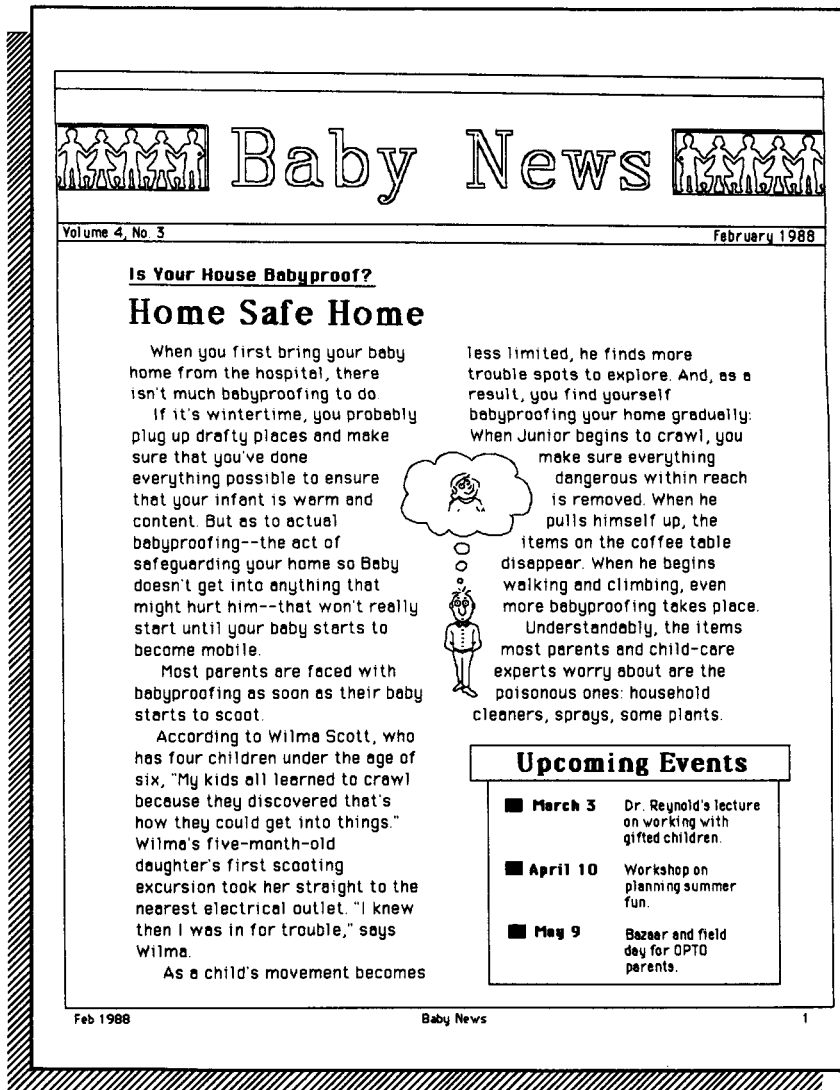 Baby News
Volume 4, No. 3
February 1988
Is Your House Babyproof?
Home Safe Home
When you first bring your baby
home from the hospital, there
isn't much babyproofing to do.
If it's wintertime, you probably
plug up drafty places and make
sure that you've done
everything possible to ensure
that your infant is warm and
content. But as to actual
babyproofing--the act of
safeguarding your home so Baby
doesn't get into anything that
might hurt him--that won't really
start until your baby starts to
become mobile.
Most parents are faced with
babyproofing as soon as their baby
starts to scoot.
According to Wilma Scott, who
has four children under the age of
six, "My kids all learned to crawl
because they discovered that's
how they could get into things."
Wilma's five-month-old
daughter's first scooting
excursion took her straight to the
nearest electrical outlet. "I knew
then I was in for trouble," says
Wilma.
As a child's movement becomes
less limited, he finds more
trouble spots to explore. And, as a
result, you find yourself
babyproofing your home gradually:
When Junior begins to crawl, you
make sure everything
dangerous within reach
is removed. When he
pulls himself up, the
items on the coffee table
disappear. When he begins
walking and climbing, even
more babyproofing takes place.
Understandably, the items
most parents and child-care
experts worry about are the
poisonous ones: household
cleaners, sprays, some plants.
Upcoming Events
March 3 Dr. Reynold's lecture
on working with
gifted children.
April 10 Workshop on
planning summer
fun.
May 9 Bazaar and field
day for OPTO
parents.
Feb 1988
Baby News
1